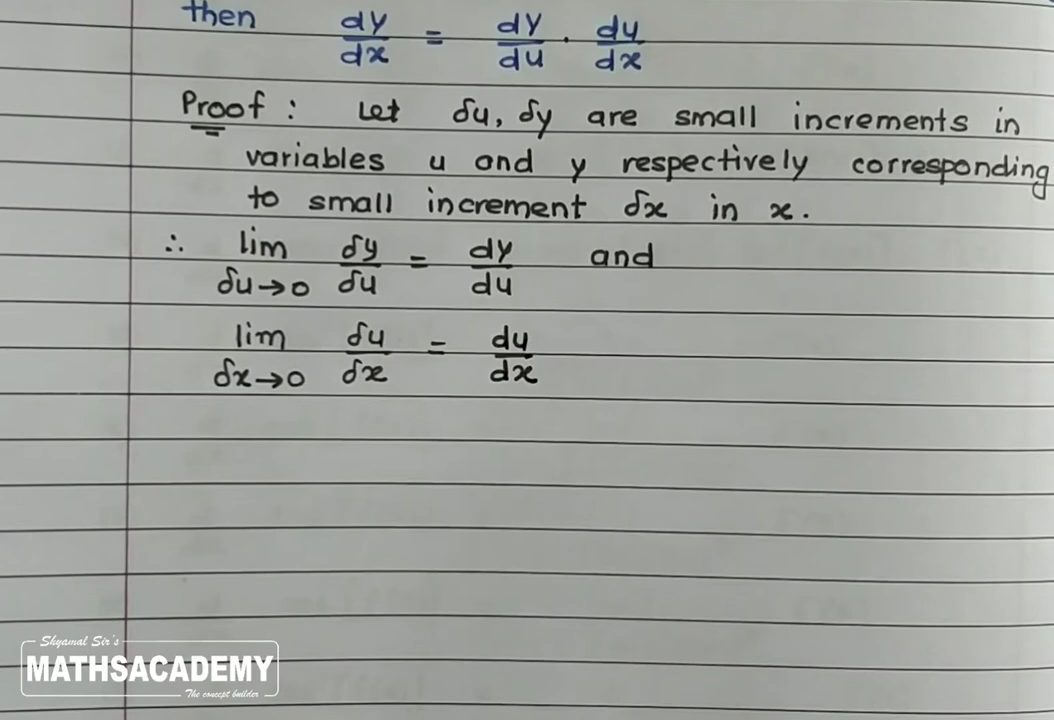 then dy/dx = dy/du . du/dx
Proof : Let δu, δy are small increments in
variables u and y respectively corresponding
to small increment δx in x.
∴ lim δu→0 δy/δu = dy/du and
lim δx→0 δu/δx = du/dx
Shyamal Sir's
MATHSACADEMY
The concept builder